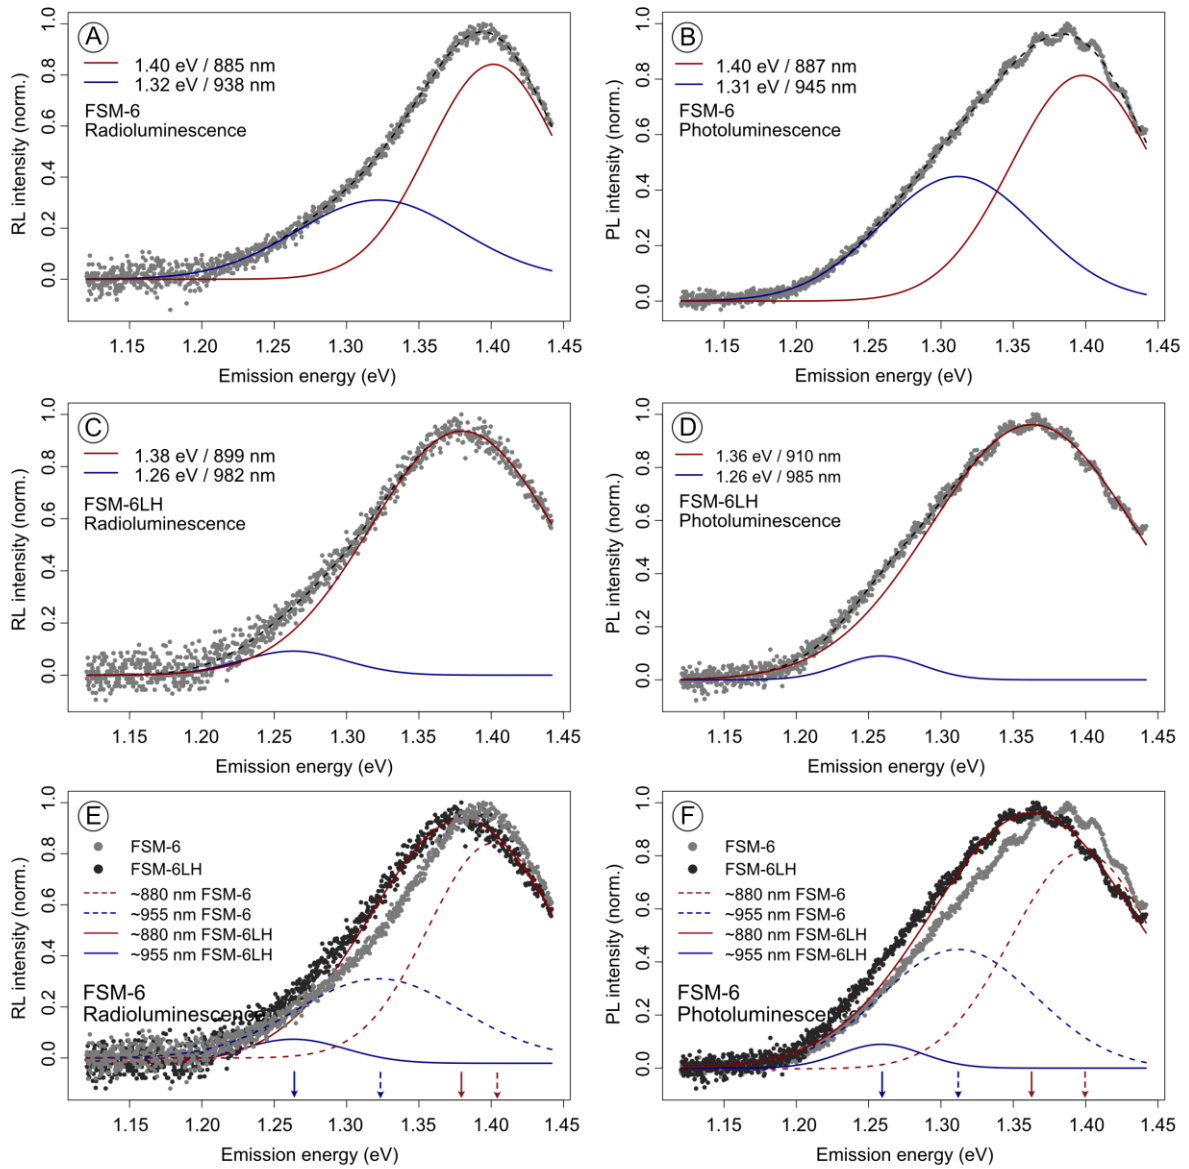 A
1.40 eV / 885 nm
1.32 eV / 938 nm
FSM-6
Radioluminescence
RL intensity (norm.)
0.0 0.2 0.4 0.6 0.8 1.0
1.15 1.20 1.25 1.30 1.35 1.40 1.45
Emission energy (eV)
B
1.40 eV / 887 nm
1.31 eV / 945 nm
FSM-6
Photoluminescence
PL intensity (norm.)
0.0 0.2 0.4 0.6 0.8 1.0
1.15 1.20 1.25 1.30 1.35 1.40 1.45
Emission energy (eV)
C
1.38 eV / 899 nm
1.26 eV / 982 nm
FSM-6LH
Radioluminescence
RL intensity (norm.)
0.0 0.2 0.4 0.6 0.8 1.0
1.15 1.20 1.25 1.30 1.35 1.40 1.45
Emission energy (eV)
D
1.36 eV / 910 nm
1.26 eV / 985 nm
FSM-6LH
Photoluminescence
PL intensity (norm.)
0.0 0.2 0.4 0.6 0.8 1.0
1.15 1.20 1.25 1.30 1.35 1.40 1.45
Emission energy (eV)
E
FSM-6
FSM-6LH
~880 nm FSM-6
~955 nm FSM-6
~880 nm FSM-6LH
~955 nm FSM-6LH
FSM-6
Radioluminescence
RL intensity (norm.)
0.0 0.2 0.4 0.6 0.8 1.0
1.15 1.20 1.25 1.30 1.35 1.40 1.45
Emission energy (eV)
F
FSM-6
FSM-6LH
~880 nm FSM-6
~955 nm FSM-6
~880 nm FSM-6LH
~955 nm FSM-6LH
FSM-6
Photoluminescence
PL intensity (norm.)
0.0 0.2 0.4 0.6 0.8 1.0
1.15 1.20 1.25 1.30 1.35 1.40 1.45
Emission energy (eV)